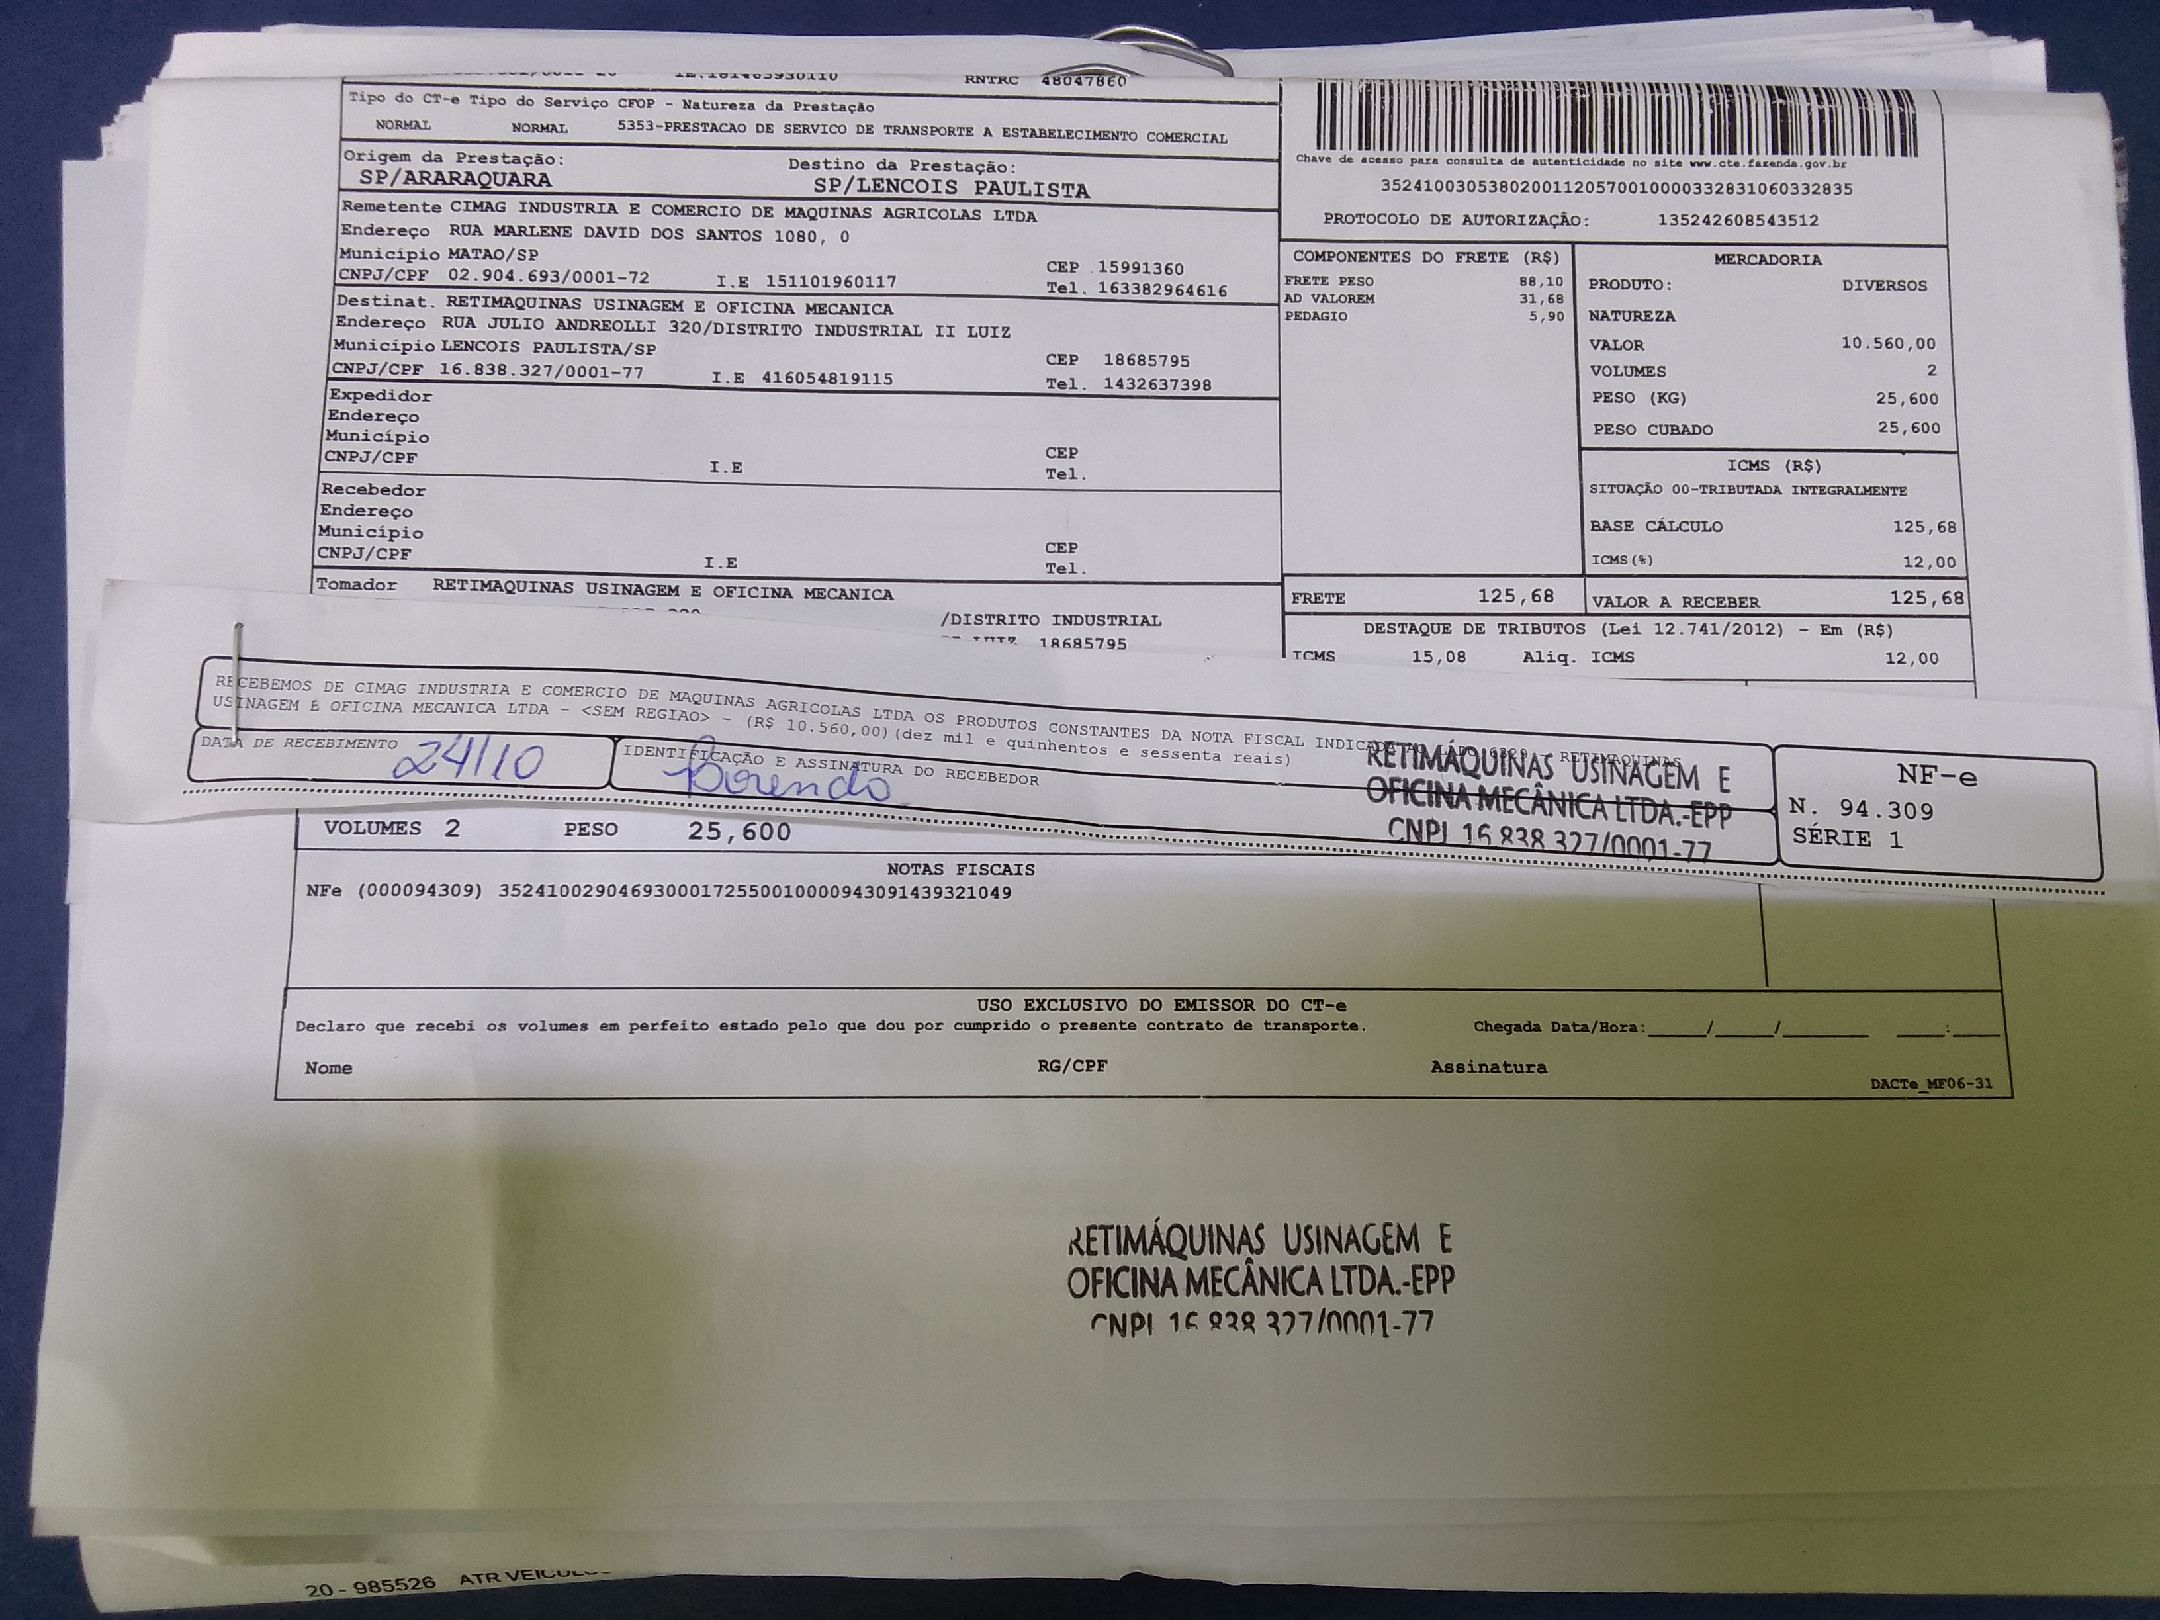 RNTRC 48047860
Tipo do CT-e Tipo do Serviço CFOP - Natureza da Prestação
NORMAL NORMAL 5353-PRESTACAO DE SERVICO DE TRANSPORTE A ESTABELECIMENTO COMERCIAL
Origem da Prestação: Destino da Prestação:
SP/ARARAQUARA SP/LENCOIS PAULISTA
Remetente CIMAG INDUSTRIA E COMERCIO DE MAQUINAS AGRICOLAS LTDA
Endereço RUA MARLENE DAVID DOS SANTOS 1080, 0
Município MATAO/SP CEP 15991360
CNPJ/CPF 02.904.693/0001-72 I.E 151101960117 Tel. 163382964616
Destinat. RETIMAQUINAS USINAGEM E OFICINA MECANICA
Endereço RUA JULIO ANDREOLLI 320/DISTRITO INDUSTRIAL II LUIZ
Município LENCOIS PAULISTA/SP CEP 18685795
CNPJ/CPF 16.838.327/0001-77 I.E 416054819115 Tel. 1432637398
Expedidor
Endereço
Município CEP
CNPJ/CPF I.E Tel.
Recebedor
Endereço
Município CEP
CNPJ/CPF I.E Tel.
Tomador RETIMAQUINAS USINAGEM E OFICINA MECANICA
/DISTRITO INDUSTRIAL
18685795
Chave de acesso para consulta de autenticidade no site www.cte.fazenda.gov.br
35241003053802001120570010000332831060332835
PROTOCOLO DE AUTORIZAÇÃO: 135242608543512
COMPONENTES DO FRETE (R$)
FRETE PESO 88,10
AD VALOREM 31,68
PEDAGIO 5,90
MERCADORIA
PRODUTO: DIVERSOS
NATUREZA
VALOR 10.560,00
VOLUMES 2
PESO (KG) 25,600
PESO CUBADO 25,600
ICMS (R$)
SITUAÇÃO 00-TRIBUTADA INTEGRALMENTE
BASE CÁLCULO 125,68
ICMS(%) 12,00
FRETE 125,68 VALOR A RECEBER 125,68
DESTAQUE DE TRIBUTOS (Lei 12.741/2012) - Em (R$)
ICMS 15,08 Aliq. ICMS 12,00
RECEBEMOS DE CIMAG INDUSTRIA E COMERCIO DE MAQUINAS AGRICOLAS LTDA OS PRODUTOS CONSTANTES DA NOTA FISCAL RETIMAQUINAS
USINAGEM E OFICINA MECANICA LTDA - <SEM REGIAO> - (R$ 10.560,00)(dez mil e quinhentos e sessenta reais)
DATA DE RECEBIMENTO 24/10 IDENTIFICAÇÃO E ASSINATURA DO RECEBEDOR
RETIMÁQUINAS USINAGEM E
OFICINA MECÂNICA LTDA.-EPP
CNPJ 16 838 327/0001-77
NF-e
N. 94.309
SÉRIE 1
VOLUMES 2 PESO 25,600
NOTAS FISCAIS
NFe (000094309) 35241002904693000172550010000943091439321049
USO EXCLUSIVO DO EMISSOR DO CT-e
Declaro que recebi os volumes em perfeito estado pelo que dou por cumprido o presente contrato de transporte. Chegada Data/Hora:____/____/______ ___:___
Nome RG/CPF Assinatura
DACTe_MF06-31
RETIMÁQUINAS USINAGEM E
OFICINA MECÂNICA LTDA.-EPP
CNPJ 16 838 327/0001-77
20 - 985526 ATR